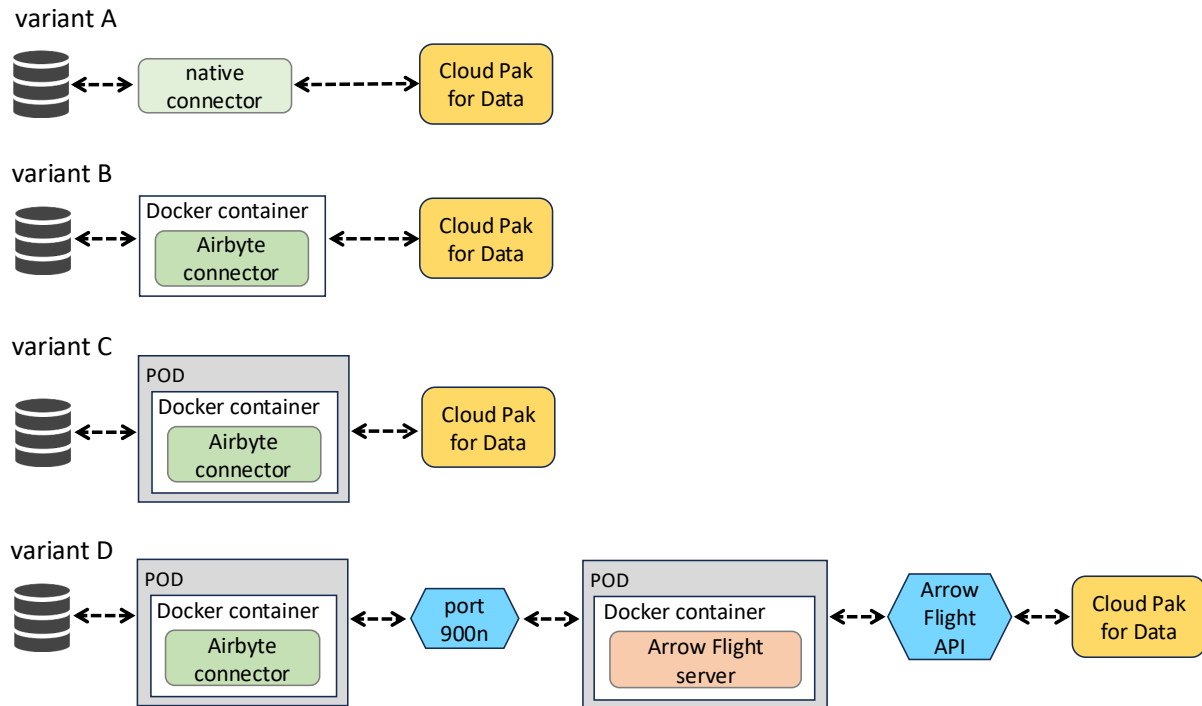 variant A
native
connector
Cloud Pak
for Data
variant B
Docker container
Airbyte
connector
Cloud Pak
for Data
variant C
POD
Docker container
Airbyte
connector
Cloud Pak
for Data
variant D
POD
Docker container
Airbyte
connector
port
900n
POD
Docker container
Arrow Flight
server
Arrow
Flight
API
Cloud Pak
for Data